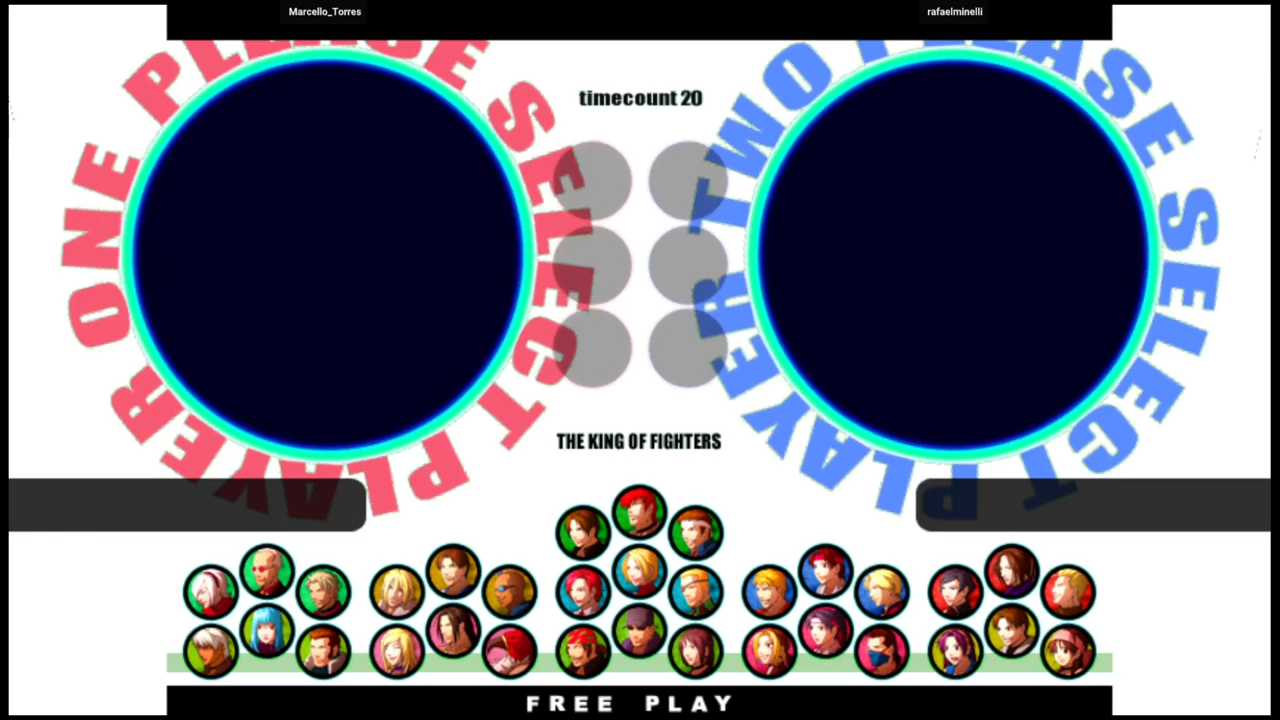 Marcello_Torres
rafaelminelli
PLAYER ONE PLEASE SELECT
PLAYER TWO PLEASE SELECT
timecount 20
THE KING OF FIGHTERS
FREE PLAY